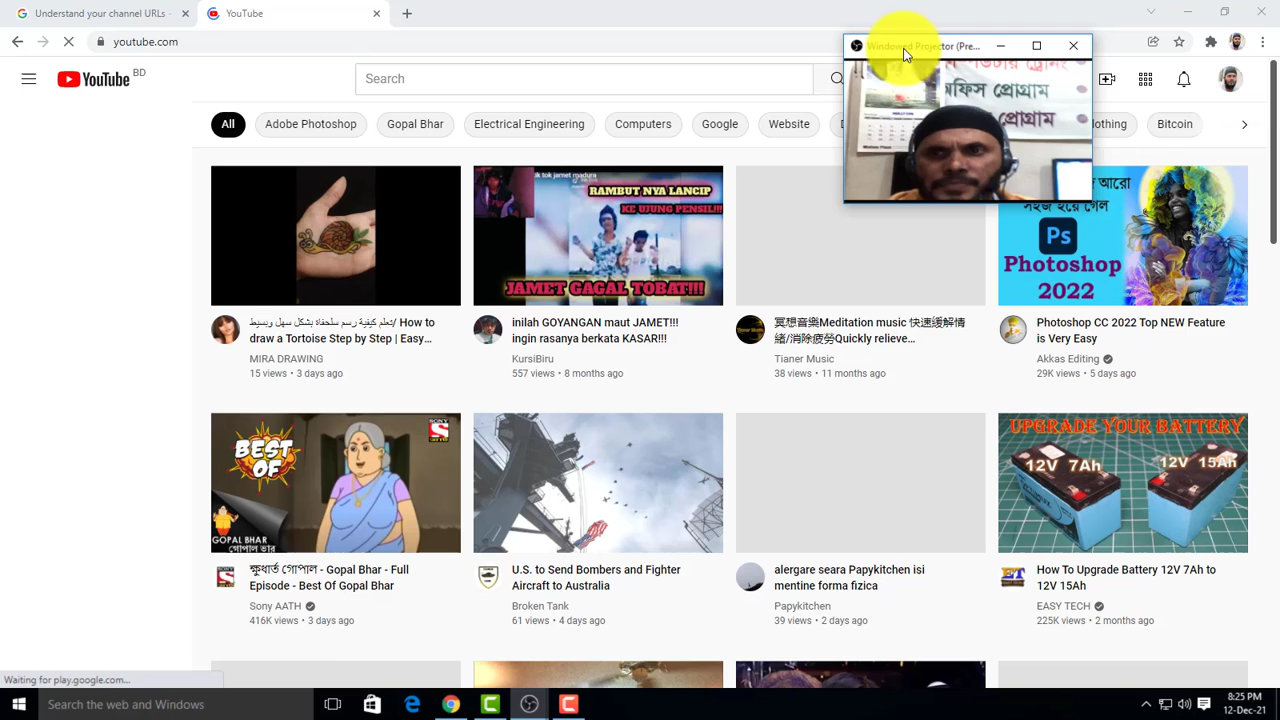 Understand your channel URLs -
YouTube
youtube.com
Windowed Projector (Pre...
YouTube BD
Search
অফিস প্রোগ্রাম
প্রোগ্রাম
All
Gopal Bhar
Electrical Engineering
Google
Website
Bitcoin
RAMBUT NYA LANCIP
KE UJUNG PENSIL!!!
JAMET GAGAL TOBAT!!!
আরো
সহজ হয়ে গেল
Ps
Photoshop
2022
How to
draw a Tortoise Step by Step | Easy...
MIRA DRAWING
15 views • 3 days ago
inilah GOYANGAN maut JAMET!!!
ingin rasanya berkata KASAR!!!
KursiBiru
557 views • 8 months ago
冥想音樂Meditation music 快速缓解情
緒/消除疲勞Quickly relieve...
Tianer Music
38 views • 11 months ago
Photoshop CC 2022 Top NEW Feature
is Very Easy
Akkas Editing
29K views • 5 days ago
BEST
OF
GOPAL BHAR
গোপাল ভাঁড়
UPGRADE YOUR BATTERY
12V 7Ah
12V 15Ah
ক্ষুধার্ত গোপাল - Gopal Bhar - Full
Episode - Best Of Gopal Bhar
Sony AATH
416K views • 3 days ago
U.S. to Send Bombers and Fighter
Aircraft to Australia
Broken Tank
61 views • 4 days ago
alergare seara Papykitchen isi
mentine forma fizica
Papykitchen
39 views • 2 days ago
How To Upgrade Battery 12V 7Ah to
12V 15Ah
EASY TECH
225K views • 2 months ago
Waiting for play.google.com...
Search the web and Windows
8:25 PM
12-Dec-21